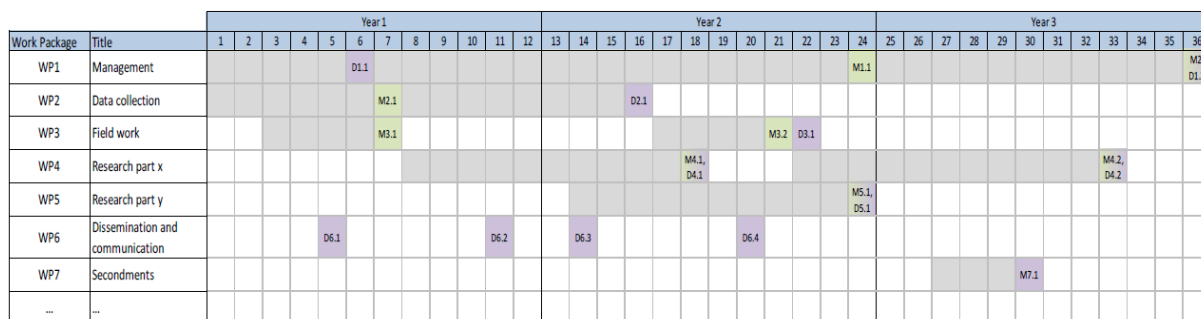 Year 1 Year 2 Year 3
Work Package Title 1 2 3 4 5 6 7 8 9 10 11 12 13 14 15 16 17 18 19 20 21 22 23 24 25 26 27 28 29 30 31 32 33 34 35 36
WP1 Management D1.1 M1.1 M2
D1.
WP2 Data collection M2.1 D2.1
WP3 Field work M3.1 M3.2 D3.1
WP4 Research part x M4.1,
D4.1 M4.2,
D4.2
WP5 Research part y M5.1,
D5.1
WP6 Dissemination and
communication D6.1 D6.2 D6.3 D6.4
WP7 Secondments M7.1
... ...